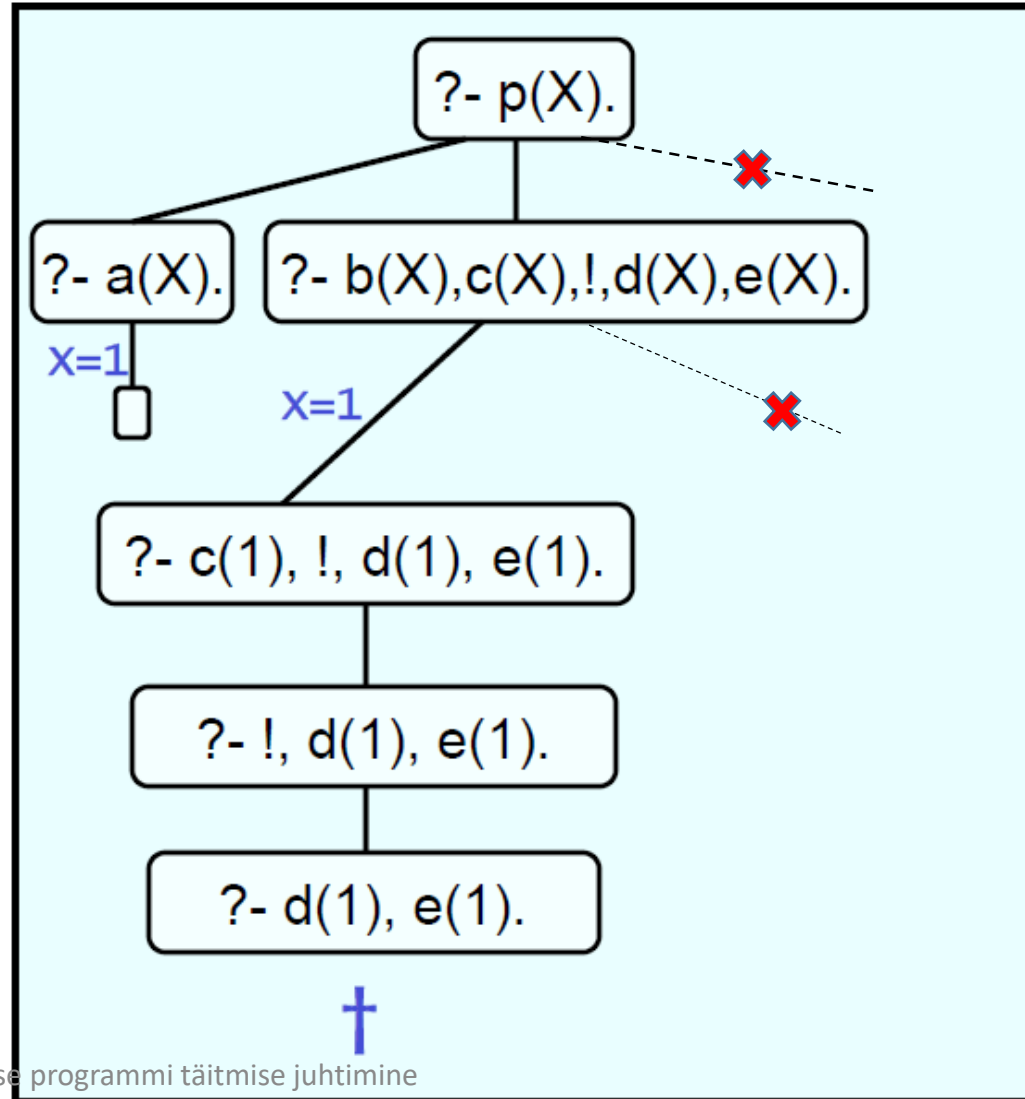 ?- p(X).
?- a(X).
?- b(X),c(X),!,d(X),e(X).
X=1
X=1
?- c(1), !, d(1), e(1).
?- !, d(1), e(1).
?- d(1), e(1).
†
programmi täitmise juhtimine